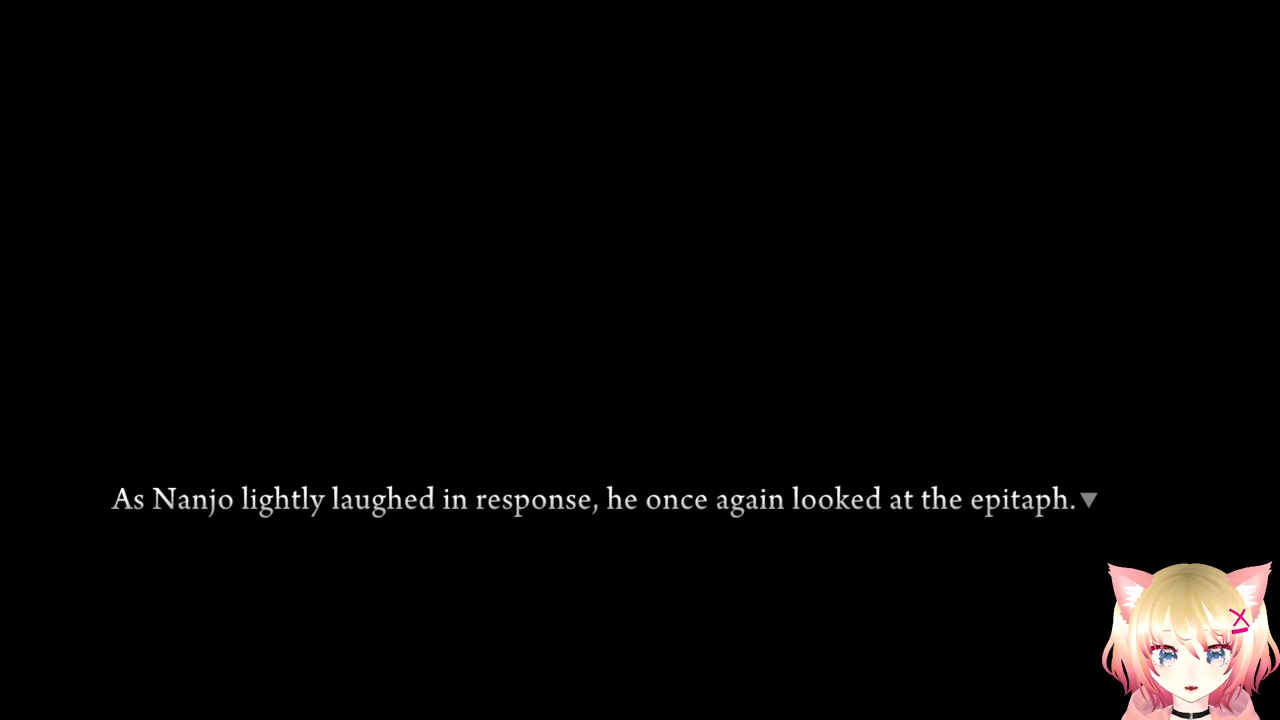 As Nanjo lightly laughed in response, he once again looked at the epitaph.